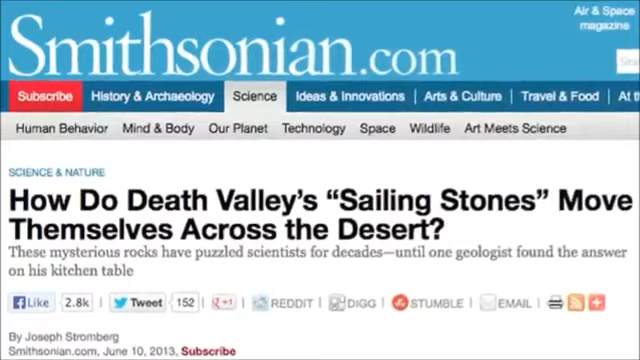 Air & Space
magazine
Smithsonian.com
Subscribe History & Archaeology Science Ideas & Innovations Arts & Culture Travel & Food At
Human Behavior Mind & Body Our Planet Technology Space Wildlife Art Meets Science
SCIENCE & NATURE
How Do Death Valley's “Sailing Stones” Move
Themselves Across the Desert?
These mysterious rocks have puzzled scientists for decades—until one geologist found the answer
on his kitchen table
Like 2.8k Tweet 152 +1 REDDIT DIGG STUMBLE EMAIL
By Joseph Stromberg
Smithsonian.com, June 10, 2013, Subscribe